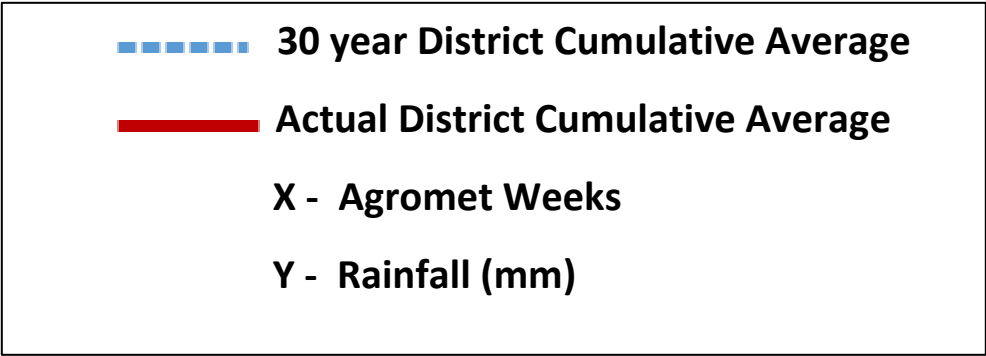 30 year District Cumulative Average
Actual District Cumulative Average
X - Agromet Weeks
Y - Rainfall (mm)